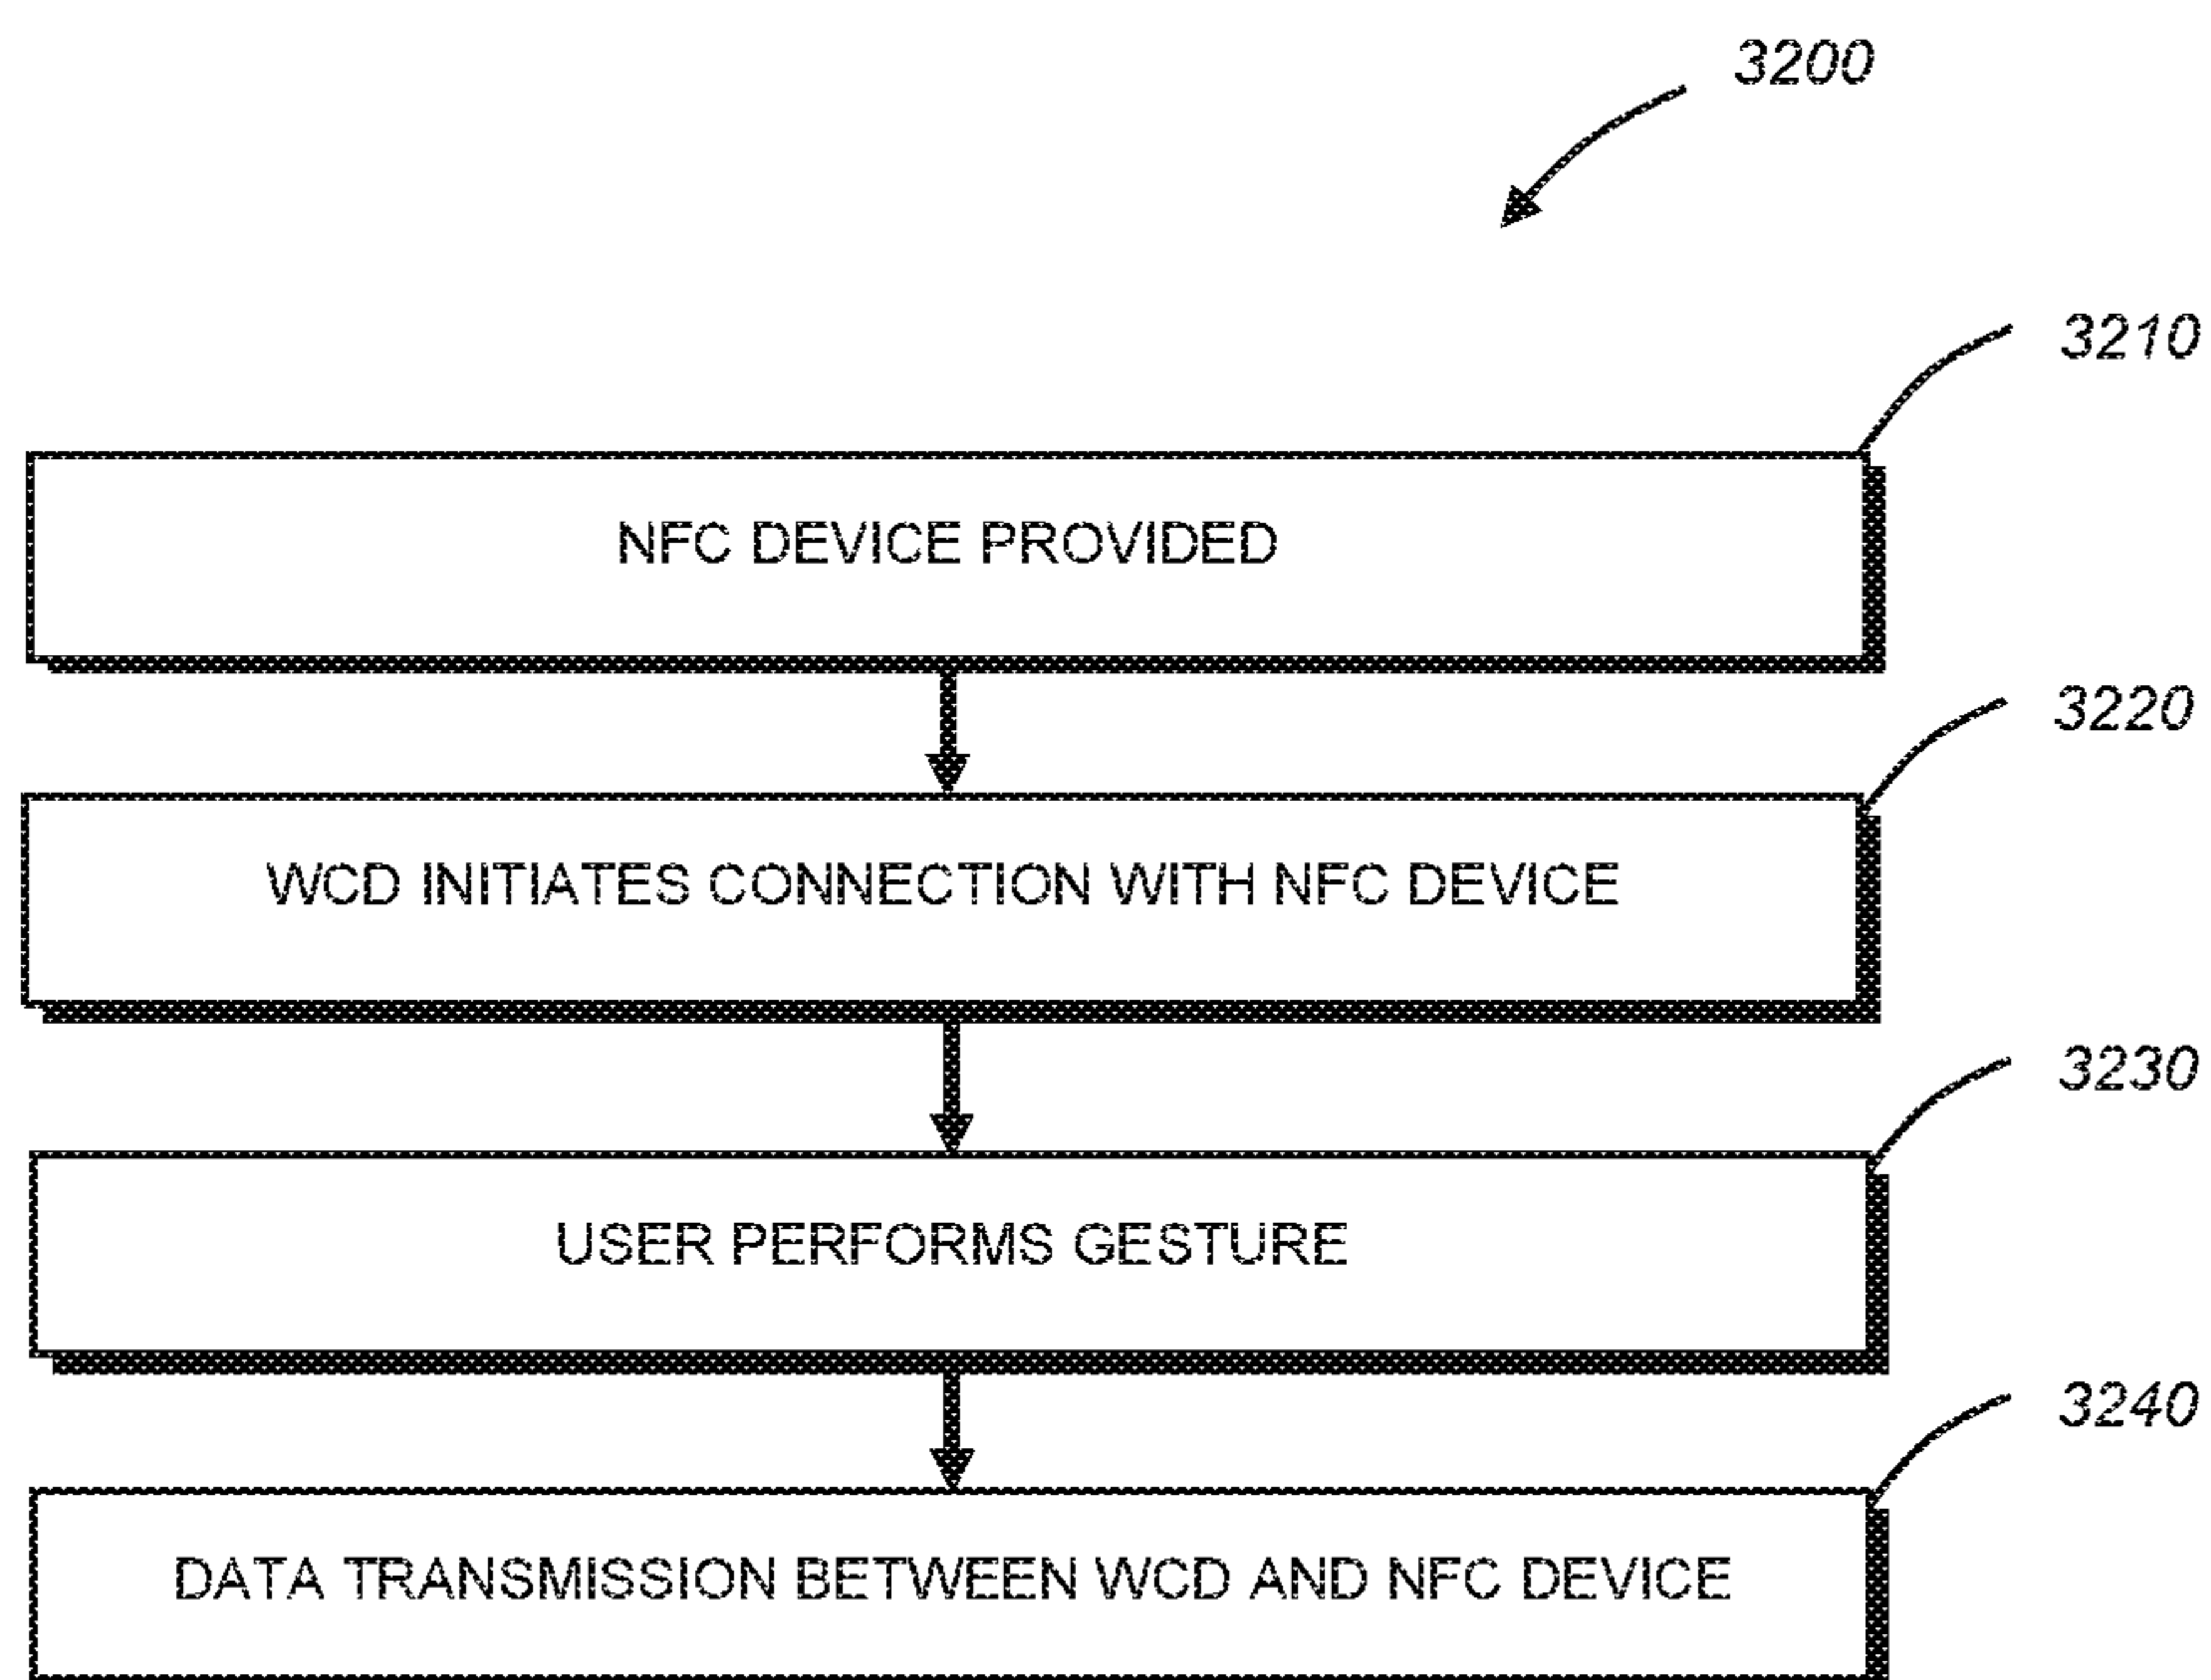 3200
3210
NFC DEVICE PROVIDED
3220
WCD INITIATES CONNECTION WITH NFC DEVICE
3230
USER PERFORMS GESTURE
3240
DATA TRANSMISSION BETWEEN WCD AND NFC DEVICE